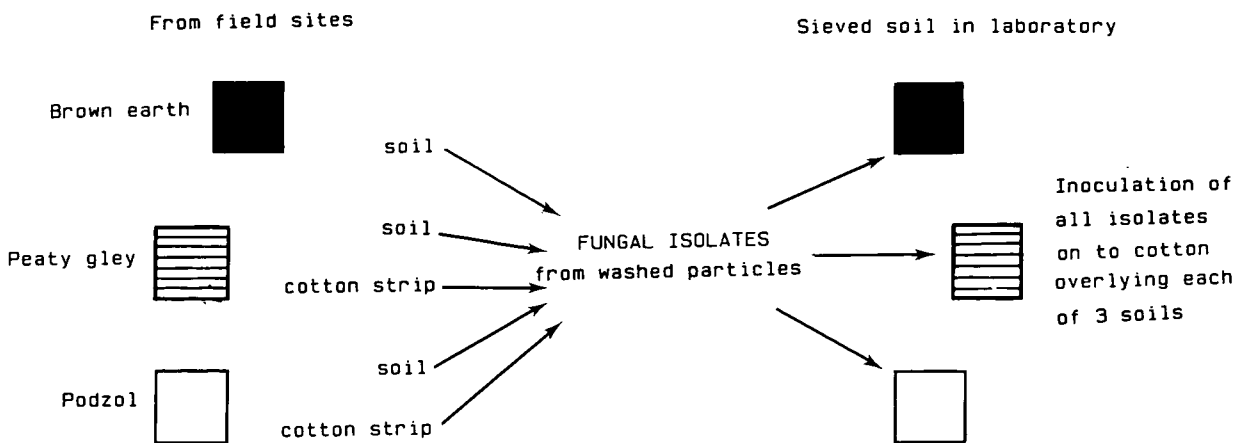 From field sites
Sieved soil in laboratory
Brown earth
soil
Peaty gley
soil
cotton strip
FUNGAL ISOLATES
from washed particles
Inoculation of
all isolates
on to cotton
overlying each
of 3 soils
Podzol
soil
cotton strip